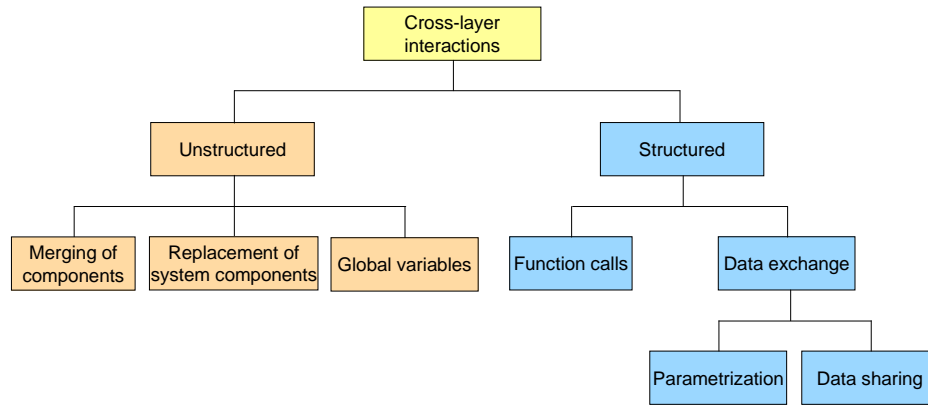 Cross-layer
interactions
Unstructured
Structured
Merging of
components
Replacement of
system components
Global variables
Function calls
Data exchange
Parametrization
Data sharing